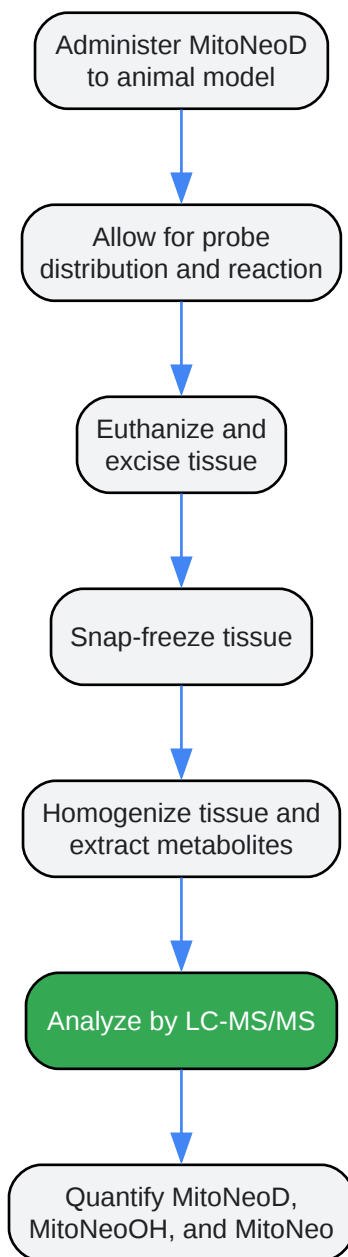 Administer MitoNeoD
to animal model
Allow for probe
distribution and reaction
Euthanize and
excise tissue
Snap-freeze tissue
Homogenize tissue and
extract metabolites
Analyze by LC-MS/MS
Quantify MitoNeoD,
MitoNeoOH, and MitoNeo